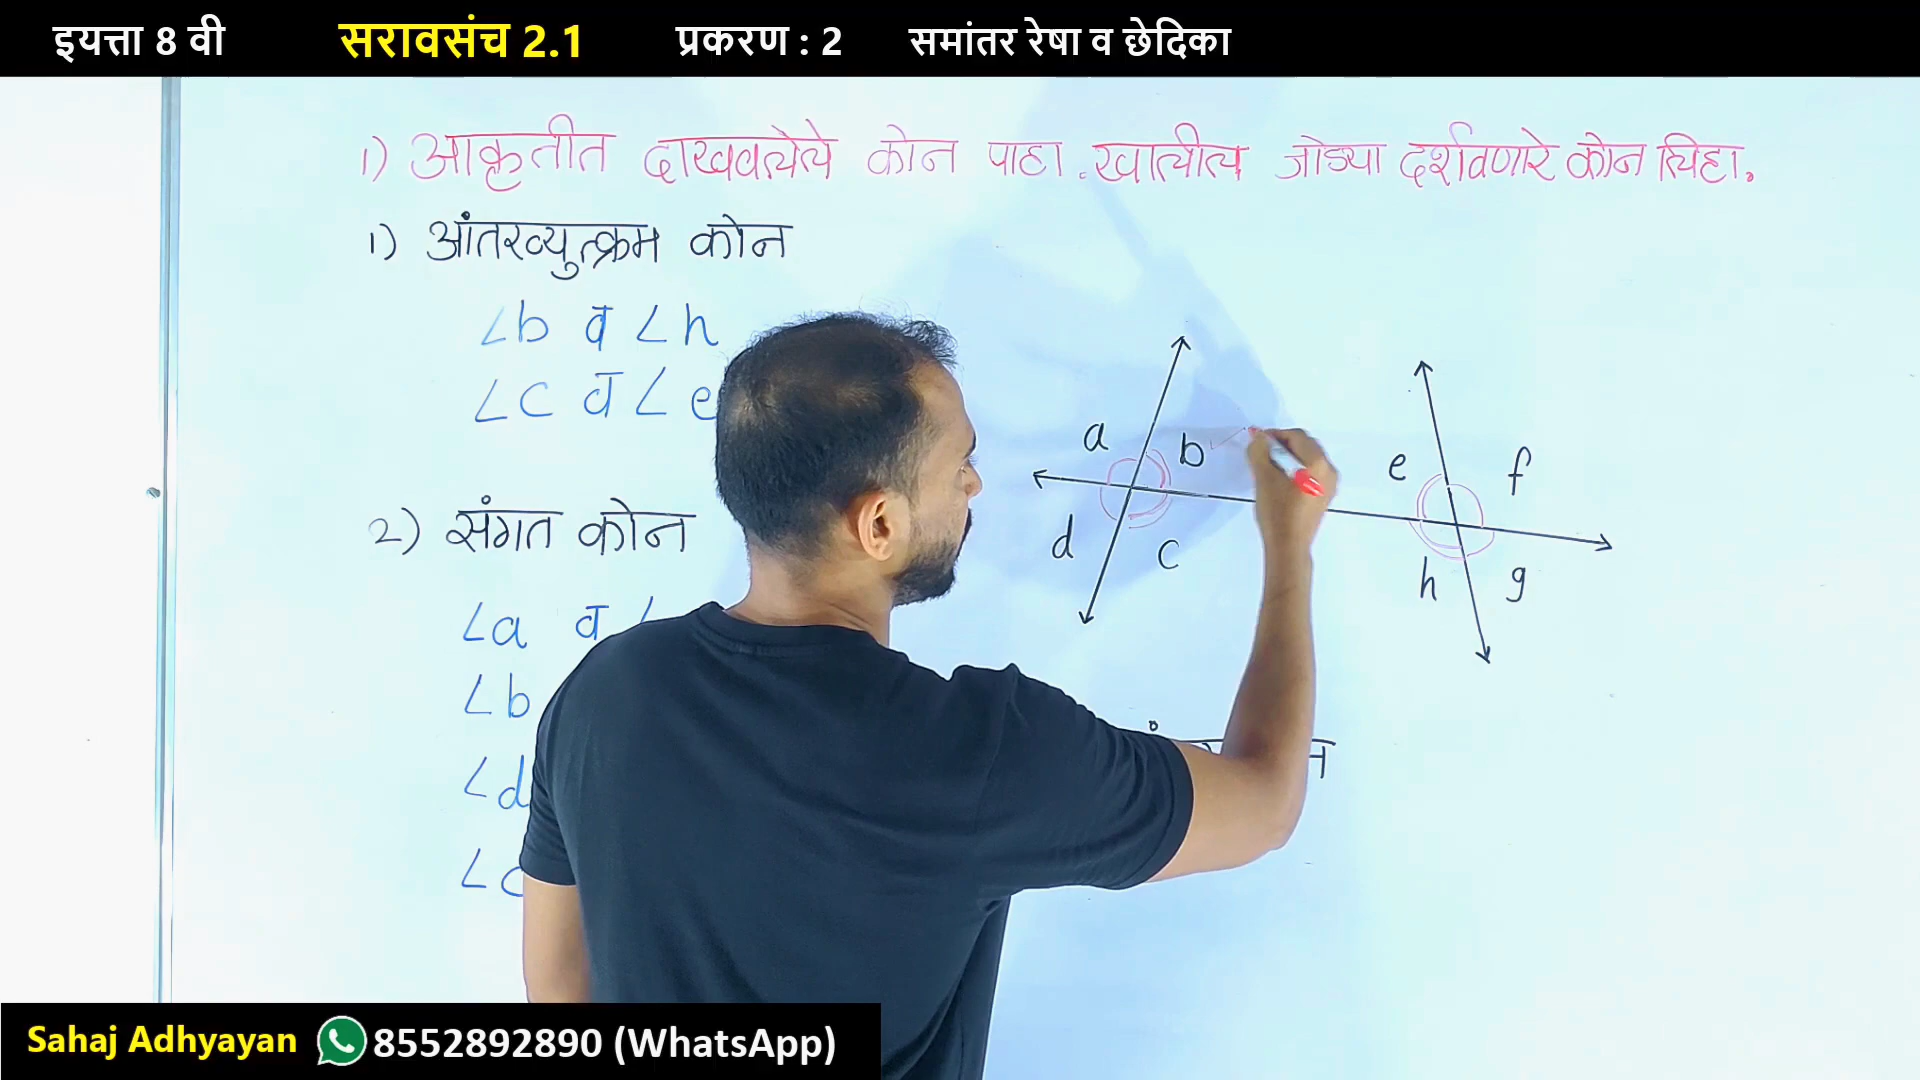 इयत्ता 8 वी सरावसंच 2.1 प्रकरण : 2 समांतर रेषा व छेदिका
1) आकृतीत दाखवलेले कोन पाहा. खालील जोड्या दर्शवणारे कोन लिहा.
1) आंतरव्युत्क्रम कोन
∠b व ∠h
∠c व ∠e
a b e f
d c h g
2) संगत कोन
∠a व ∠
∠b
∠d
∠c
Sahaj Adhyayan 8552892890 (WhatsApp)